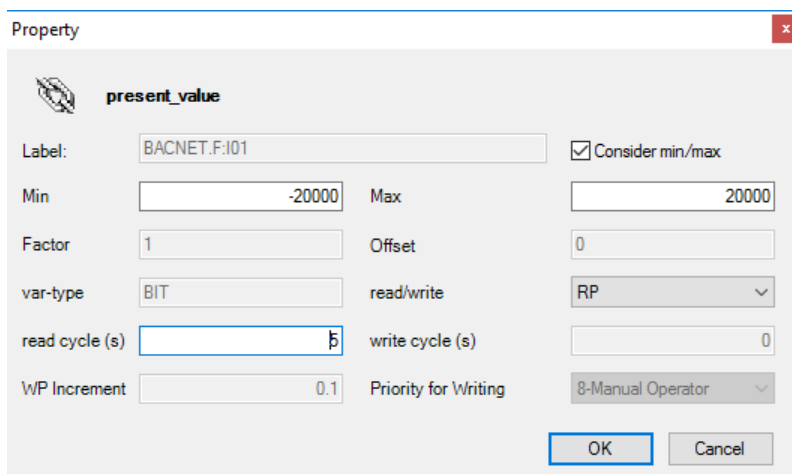 Property
x
present_value
Label: BACNET.F:I01 Consider min/max
Min -20000 Max 20000
Factor 1 Offset 0
var-type BIT read/write RP
read cycle (s) 5 write cycle (s) 0
WP Increment 0.1 Priority for Writing 8-Manual Operator
OK Cancel